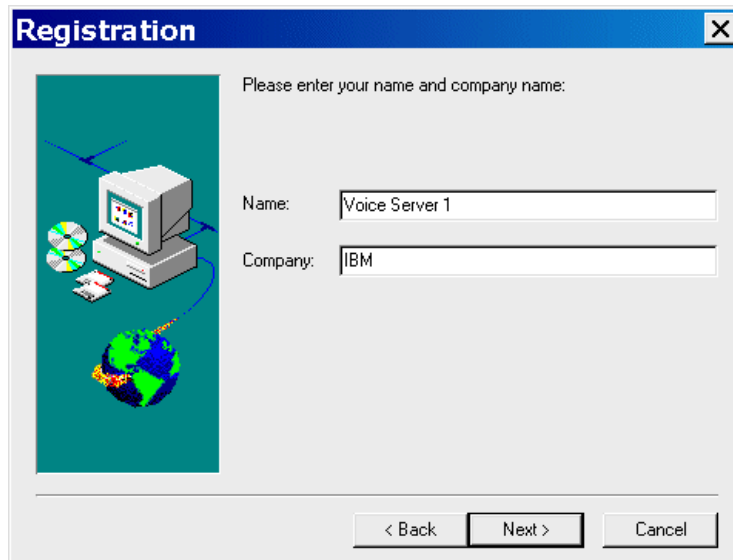 Registration
Please enter your name and company name:
Name: Voice Server 1
Company: IBM
< Back Next > Cancel